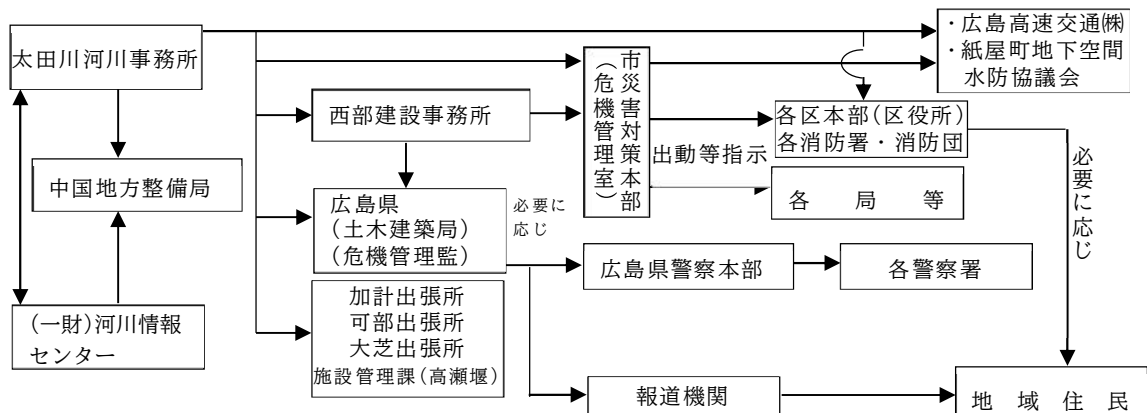 太田川河川事務所
中国地方整備局
(一財)河川情報
センター
西部建設事務所
広島県
(土木建築局)
(危機管理監)
必要に
応じ
加計出張所
可部出張所
大芝出張所
施設管理課(高瀬堰)
市災害対策本部
(危機管理室)
出動等指示
・広島高速交通㈱
・紙屋町地下空間
水防協議会
各区本部(区役所)
各消防署・消防団
各局等
広島県警察本部
各警察署
報道機関
必要に応じ
地域住民